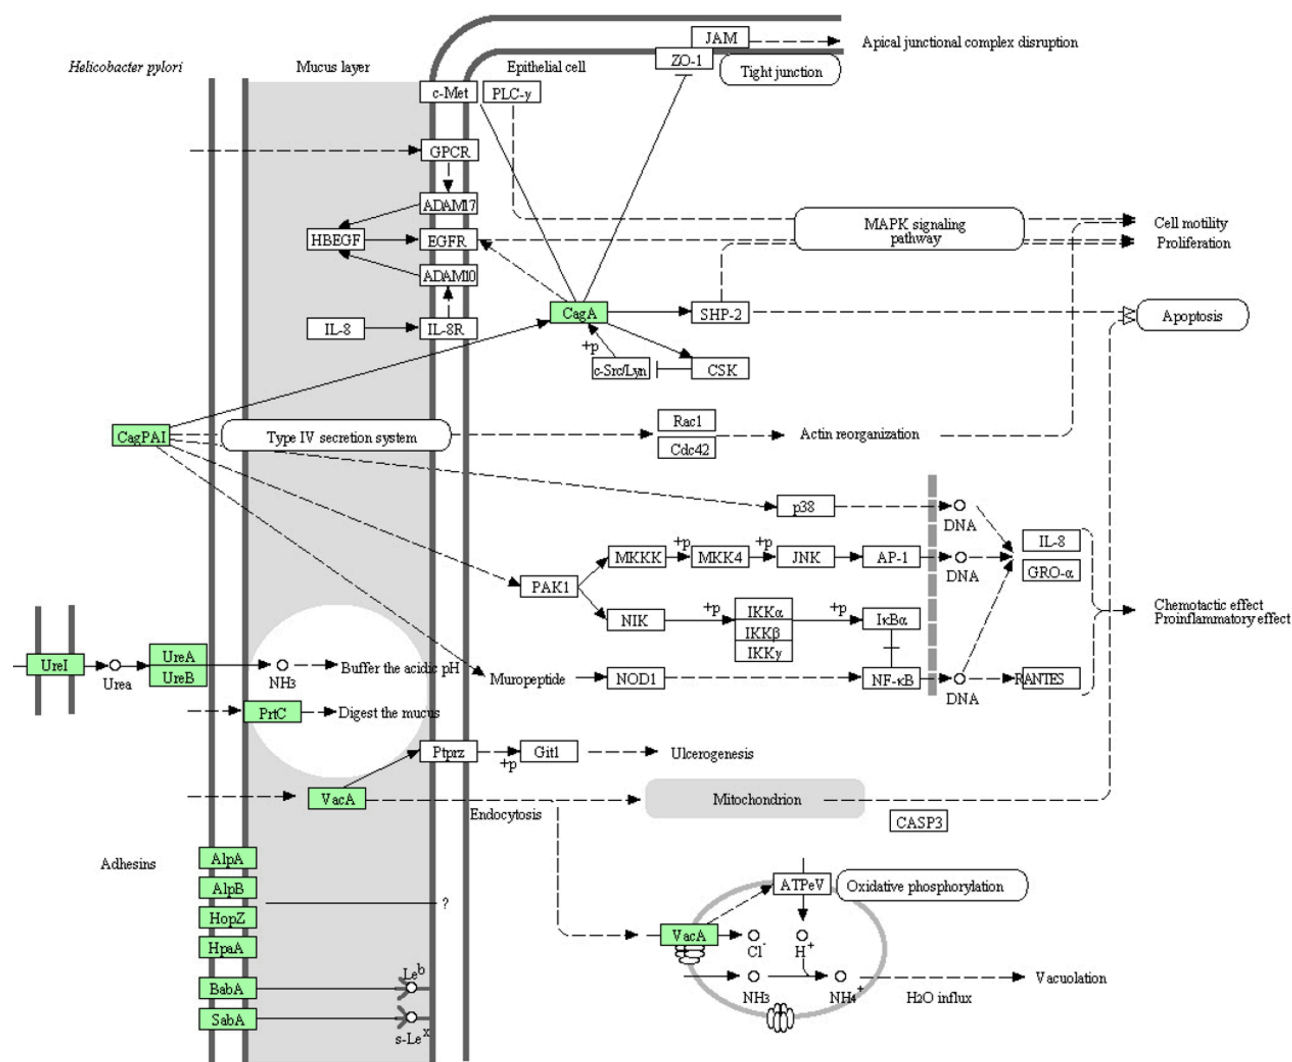 JAM
Apical junctional complex disruption
ZO-1
Helicobacter pylori
Mucus layer
Epithelial cell
Tight junction
c-Met
PLC-γ
GPCR
ADAM17
MAPK signaling
pathway
Cell motility
HBEGF
EGFR
Proliferation
ADAM10
CagA
SHP-2
Apoptosis
IL-8
IL-8R
+p
c-Src/Lyn
CSK
Rac1
CagPAI
Type IV secretion system
Actin reorganization
Cdc42
p38
DNA
IL-8
+p
+p
MKKK
MKK4
JNK
AP-1
DNA
GRO-α
PAK1
Chemotactic effect
Proinflammatory effect
+p
+p
NIK
IKKα
IKKβ
IKKγ
IκBα
UreI
Urea
UreA
UreB
NH3
Buffer the acidic pH
Muropeptide
NOD1
NF-κB
DNA
RANTES
PrtC
Digest the mucus
Ptprz
+p
Git1
Ulcerogenesis
VacA
Endocytosis
Mitochondrion
CASP3
Adhesins
AlpA
AlpB
HopZ
HpaA
?
ATPeV
Oxidative phosphorylation
VacA
Cl-
H+
BabA
Leb
NH3
NH4+
H2O influx
Vacuolation
SabA
s-Lex